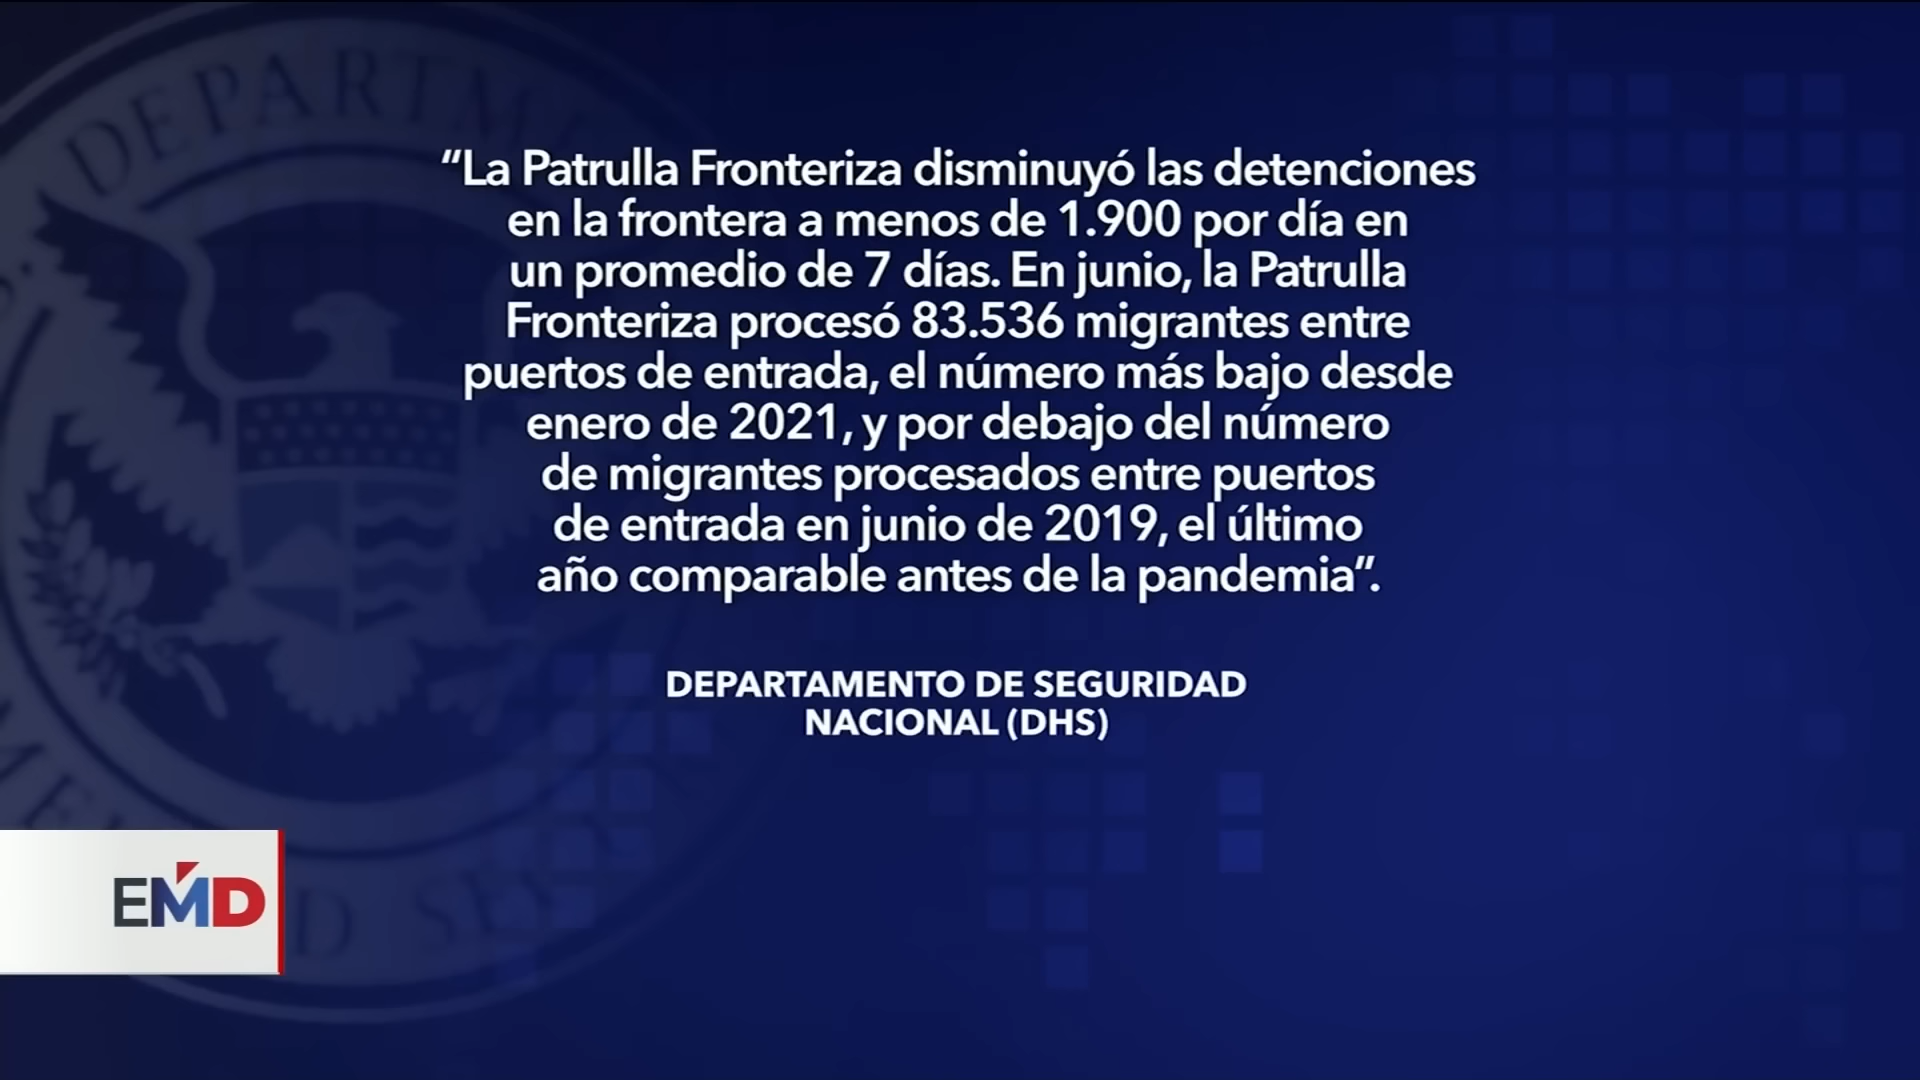 “La Patrulla Fronteriza disminuyó las detenciones
en la frontera a menos de 1.900 por día en
un promedio de 7 días. En junio, la Patrulla
Fronteriza procesó 83.536 migrantes entre
puertos de entrada, el número más bajo desde
enero de 2021, y por debajo del número
de migrantes procesados entre puertos
de entrada en junio de 2019, el último
año comparable antes de la pandemia”.
DEPARTAMENTO DE SEGURIDAD
NACIONAL (DHS)
EMD